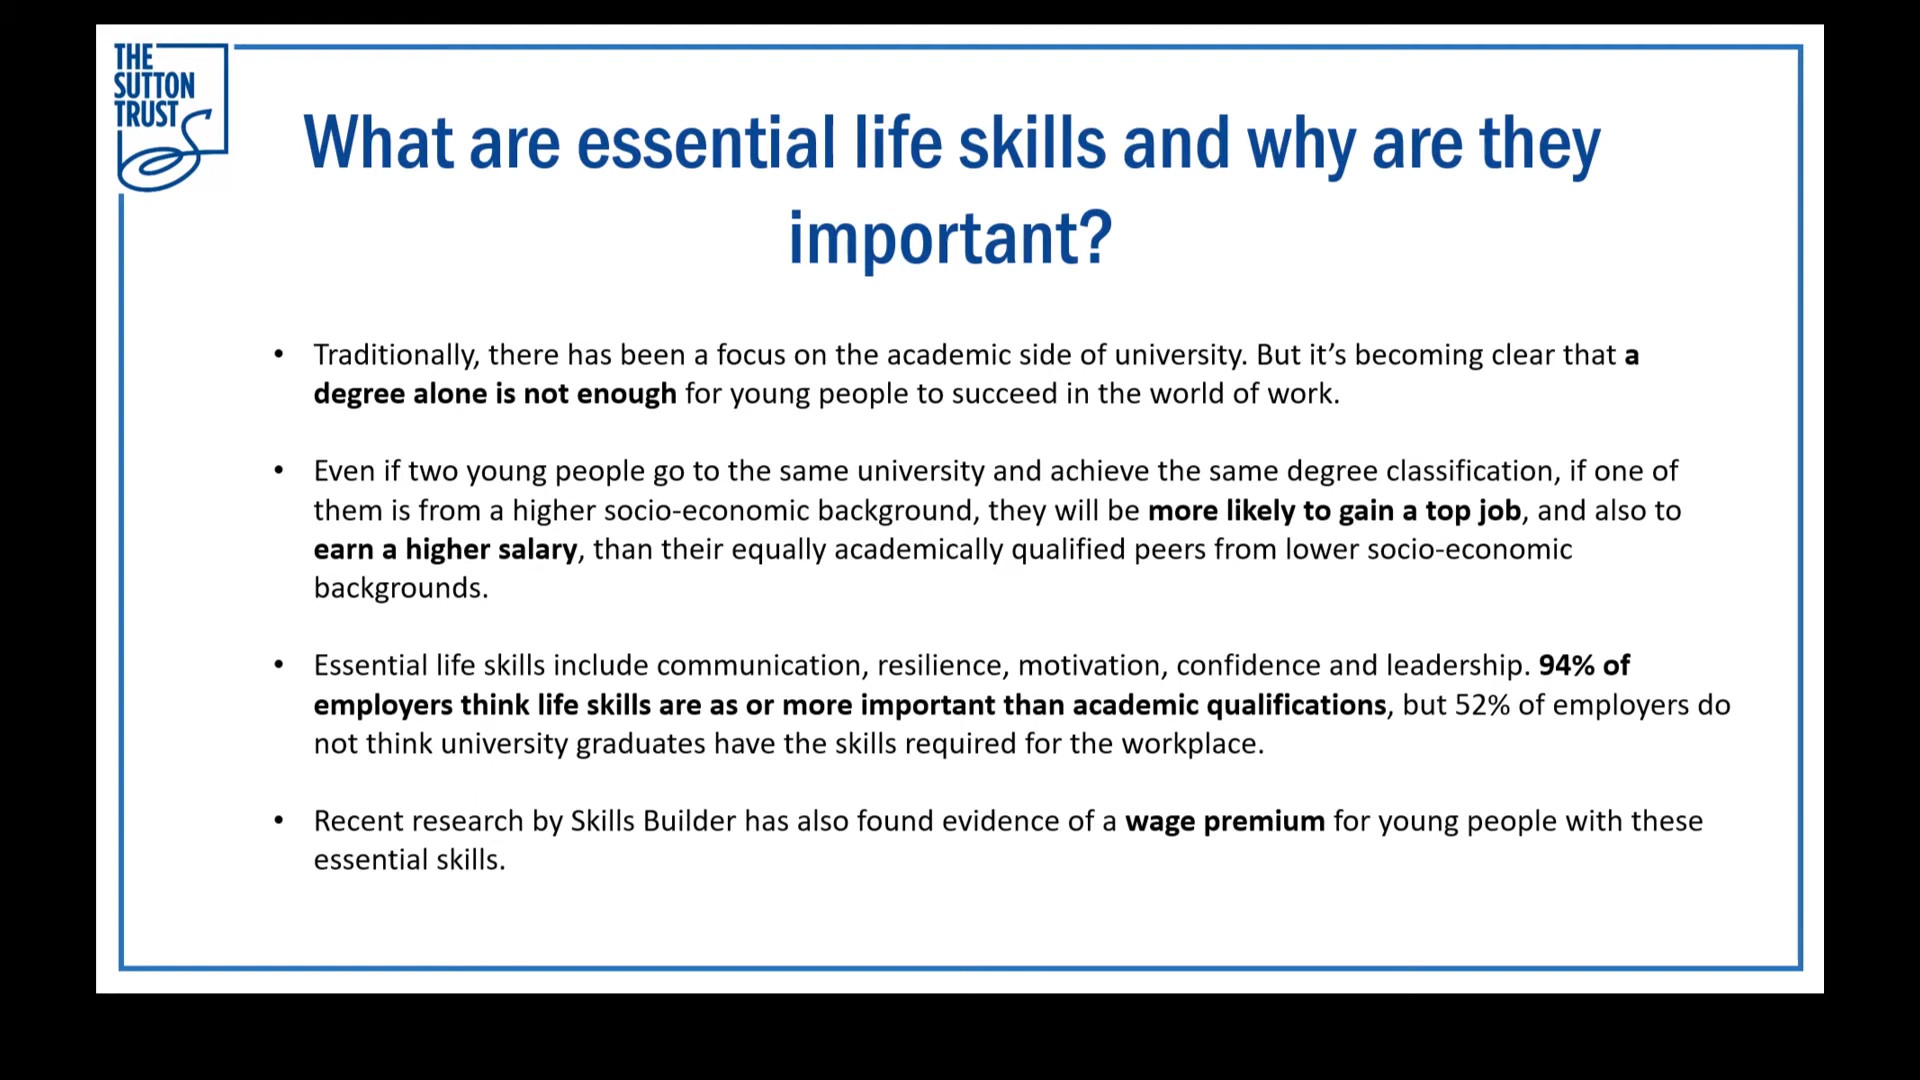 THE
SUTTON
TRUST
What are essential life skills and why are they
important?
• Traditionally, there has been a focus on the academic side of university. But it’s becoming clear that a
degree alone is not enough for young people to succeed in the world of work.
• Even if two young people go to the same university and achieve the same degree classification, if one of
them is from a higher socio-economic background, they will be more likely to gain a top job, and also to
earn a higher salary, than their equally academically qualified peers from lower socio-economic
backgrounds.
• Essential life skills include communication, resilience, motivation, confidence and leadership. 94% of
employers think life skills are as or more important than academic qualifications, but 52% of employers do
not think university graduates have the skills required for the workplace.
• Recent research by Skills Builder has also found evidence of a wage premium for young people with these
essential skills.